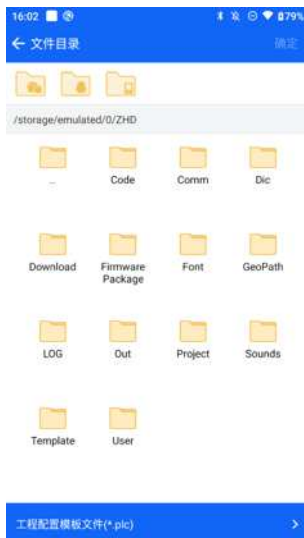 16:02 79%
文件目录 确定
/storage/emulated/0/ZHD
.. Code Comm Dic
Download Firmware Package Font GeoPath
LOG Out Project Sounds
Template User
工程配置模板文件(*.plc)